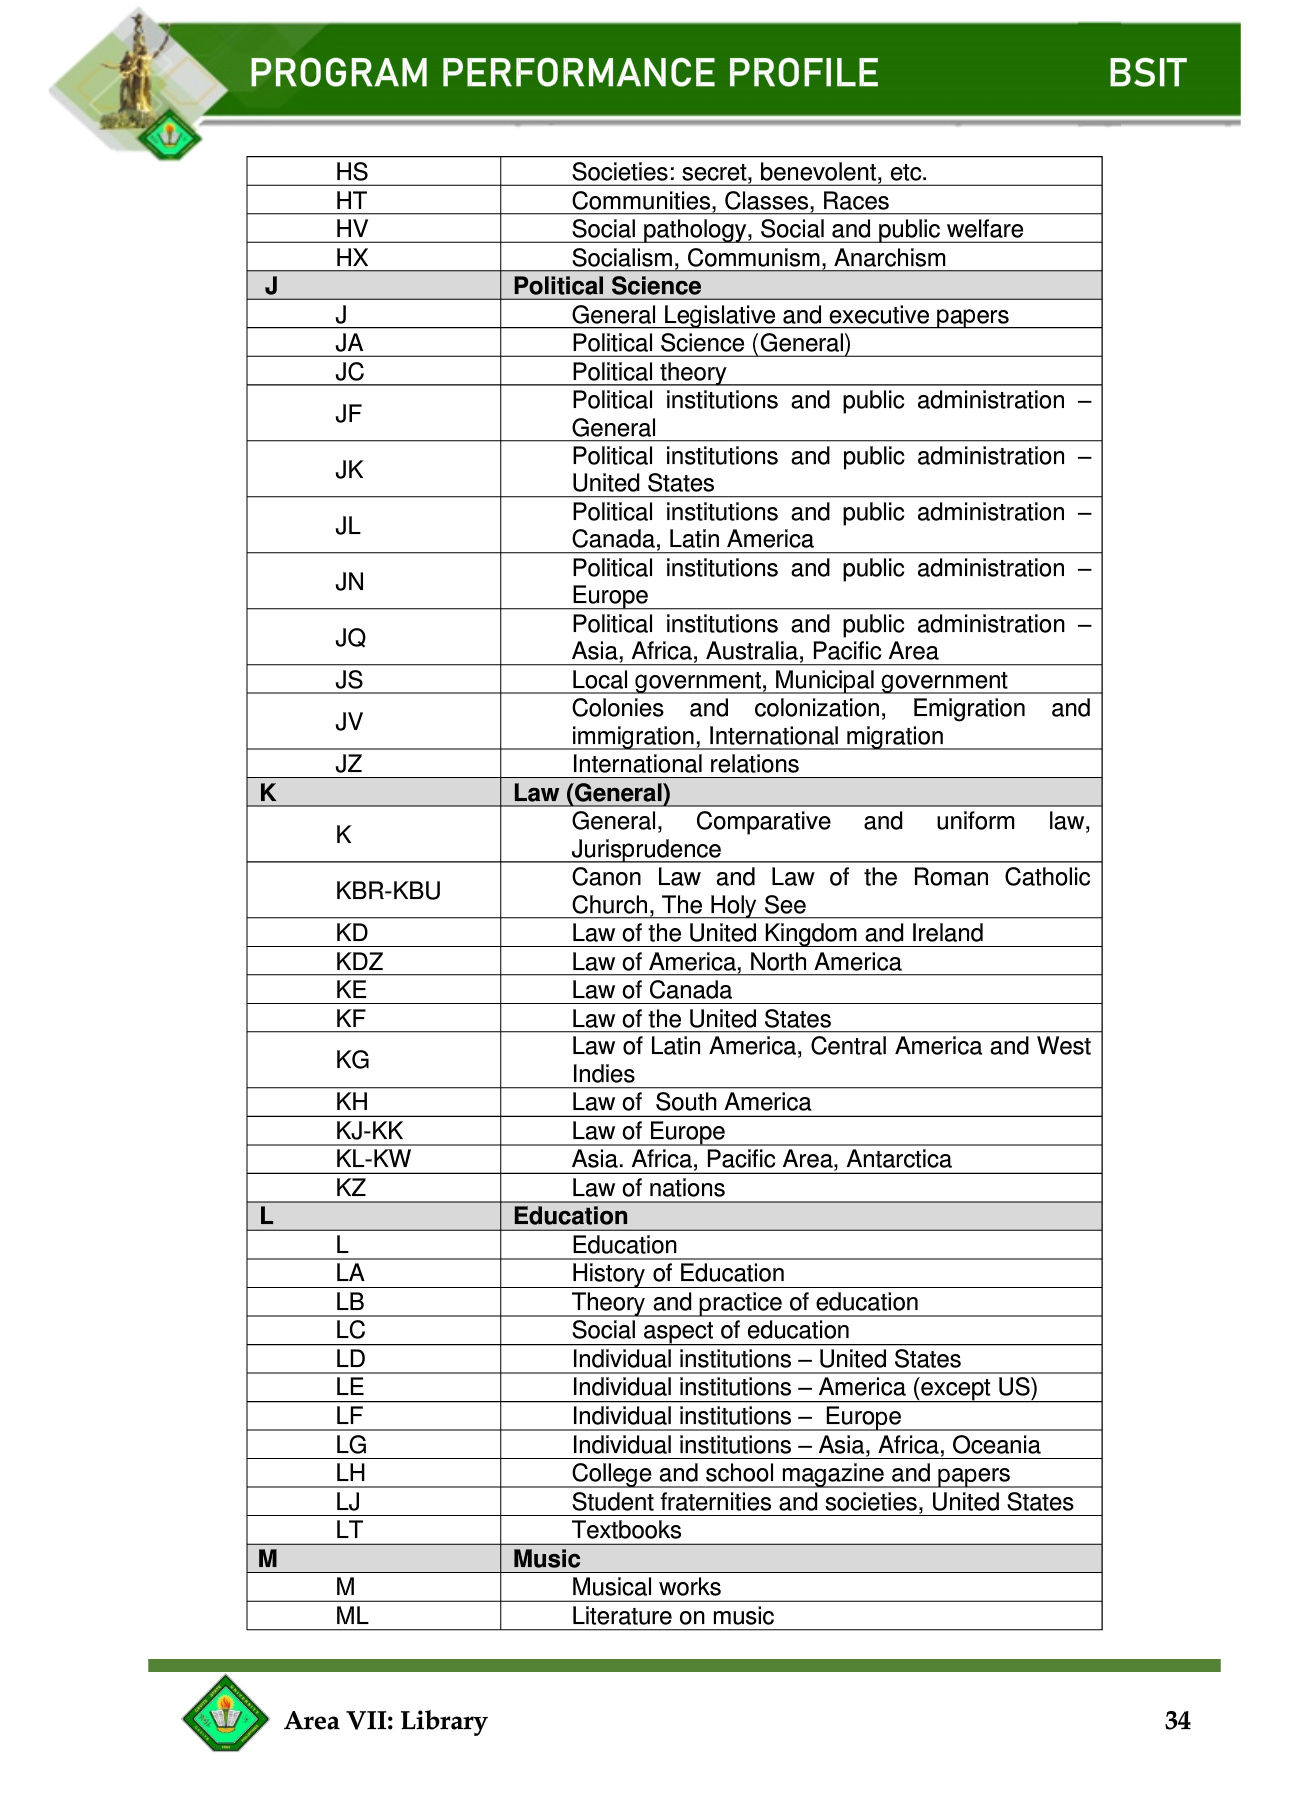 PROGRAM PERFORMANCE PROFILE BSIT
HS Societies: secret, benevolent, etc.
HT Communities, Classes, Races
HV Social pathology, Social and public welfare
HX Socialism, Communism, Anarchism
J Political Science
J General Legislative and executive papers
JA Political Science (General)
JC Political theory
JF Political institutions and public administration –
General
JK Political institutions and public administration –
United States
JL Political institutions and public administration –
Canada, Latin America
JN Political institutions and public administration –
Europe
JQ Political institutions and public administration –
Asia, Africa, Australia, Pacific Area
JS Local government, Municipal government
JV Colonies and colonization, Emigration and
immigration, International migration
JZ International relations
K Law (General)
K General, Comparative and uniform law,
Jurisprudence
KBR-KBU Canon Law and Law of the Roman Catholic
Church, The Holy See
KD Law of the United Kingdom and Ireland
KDZ Law of America, North America
KE Law of Canada
KF Law of the United States
KG Law of Latin America, Central America and West
Indies
KH Law of South America
KJ-KK Law of Europe
KL-KW Asia. Africa, Pacific Area, Antarctica
KZ Law of nations
L Education
L Education
LA History of Education
LB Theory and practice of education
LC Social aspect of education
LD Individual institutions – United States
LE Individual institutions – America (except US)
LF Individual institutions – Europe
LG Individual institutions – Asia, Africa, Oceania
LH College and school magazine and papers
LJ Student fraternities and societies, United States
LT Textbooks
M Music
M Musical works
ML Literature on music
Area VII: Library 34